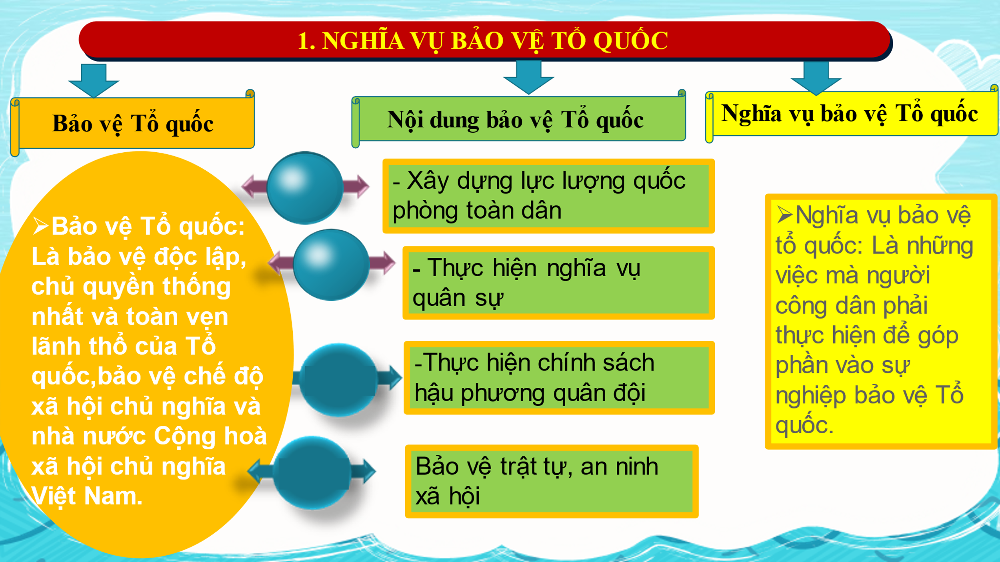 1. NGHĨA VỤ BẢO VỆ TỔ QUỐC
Bảo vệ Tổ quốc
Nội dung bảo vệ Tổ quốc
Nghĩa vụ bảo vệ Tổ quốc
➢Bảo vệ Tổ quốc:
Là bảo vệ độc lập,
chủ quyền thống
nhất và toàn vẹn
lãnh thổ của Tổ
quốc,bảo vệ chế độ
xã hội chủ nghĩa và
nhà nước Cộng hoà
xã hội chủ nghĩa
Việt Nam.
- Xây dựng lực lượng quốc
phòng toàn dân
- Thực hiện nghĩa vụ
quân sự
-Thực hiện chính sách
hậu phương quân đội
Bảo vệ trật tự, an ninh
xã hội
➢Nghĩa vụ bảo vệ
tổ quốc: Là những
việc mà người
công dân phải
thực hiện để góp
phần vào sự
nghiệp bảo vệ Tổ
quốc.